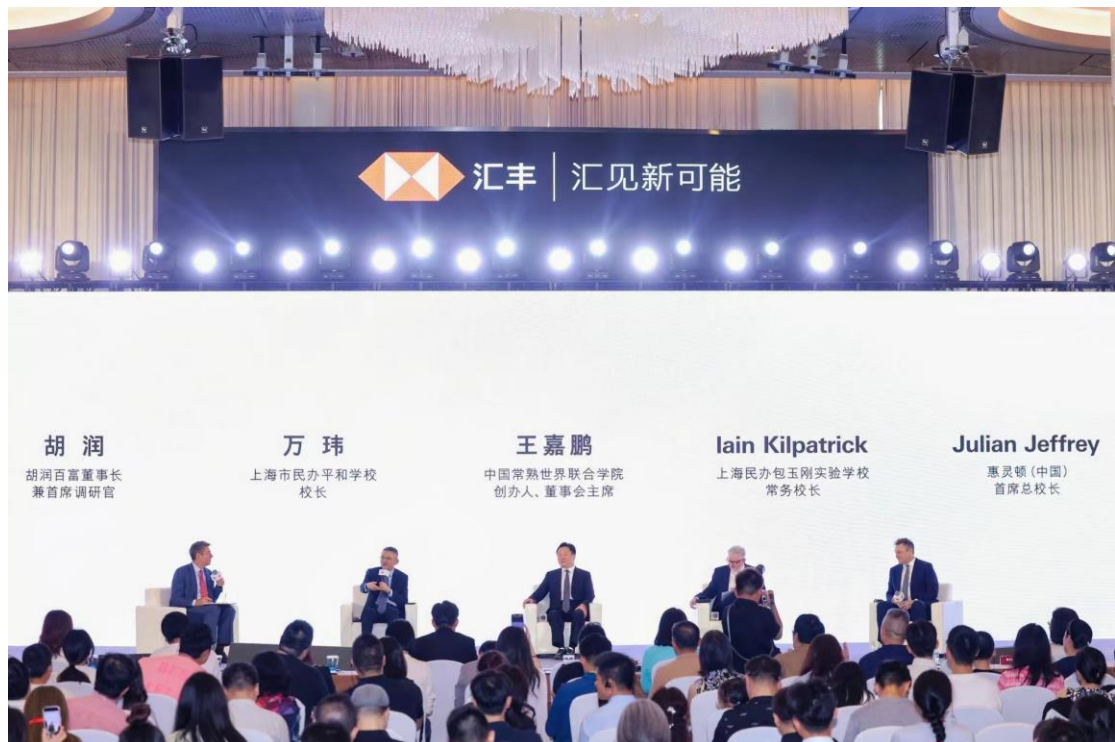 汇丰 | 汇见新可能
胡 润
胡润百富董事长
兼首席调研官
万 玮
上海市民办平和学校
校长
王嘉鹏
中国常熟世界联合学院
创办人、董事会主席
Iain Kilpatrick
上海民办包玉刚实验学校
常务校长
Julian Jeffrey
惠灵顿（中国）
首席总校长